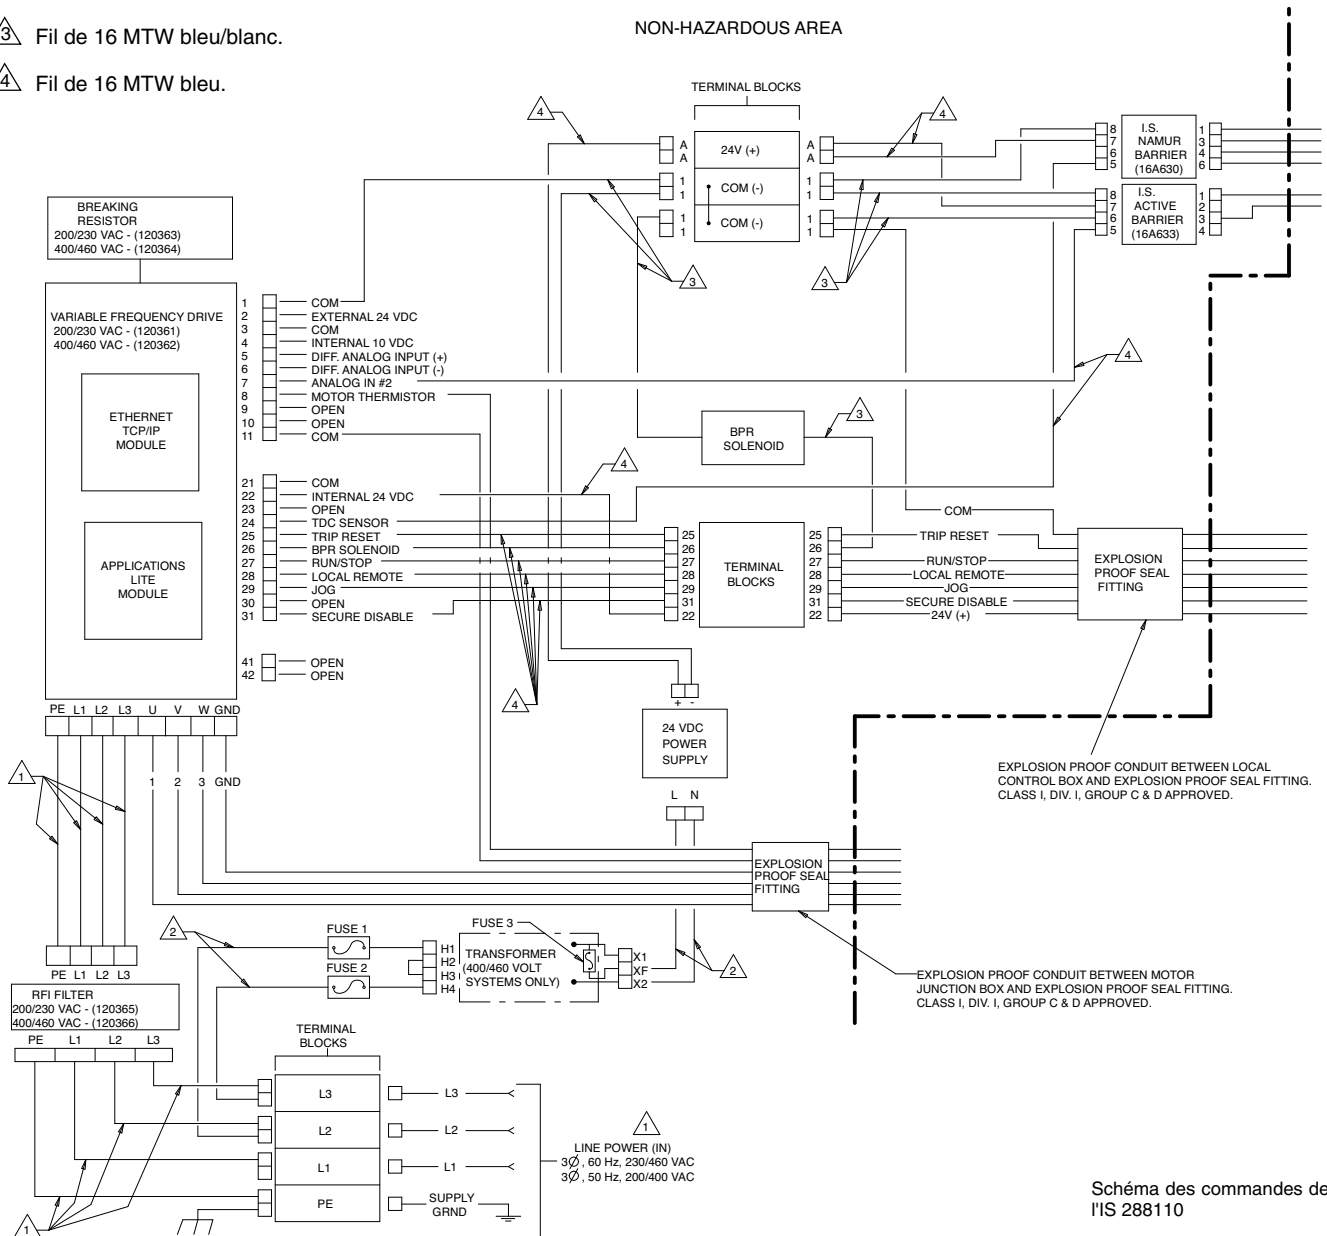 3 Fil de 16 MTW bleu/blanc.
4 Fil de 16 MTW bleu.
NON-HAZARDOUS AREA
TERMINAL BLOCKS
4
4
A
A
24V (+)
A
A
1
1
COM (-)
1
1
1
1
COM (-)
1
1
3
3
8
7
6
5
I.S.
NAMUR
BARRIER
(16A630)
1
3
4
6
8
7
6
5
I.S.
ACTIVE
BARRIER
(16A633)
1
2
3
4
BREAKING
RESISTOR
200/230 VAC - (120363)
400/460 VAC - (120364)
VARIABLE FREQUENCY DRIVE
200/230 VAC - (120361)
400/460 VAC - (120362)
ETHERNET
TCP/IP
MODULE
APPLICATIONS
LITE
MODULE
1 COM
2 EXTERNAL 24 VDC
3 COM
4 INTERNAL 10 VDC
5 DIFF. ANALOG INPUT (+)
6 DIFF. ANALOG INPUT (-)
7 ANALOG IN #2
8 MOTOR THERMISTOR
9 OPEN
10 OPEN
11 COM
21 COM
22 INTERNAL 24 VDC
23 OPEN
24 TDC SENSOR
25 TRIP RESET
26 BPR SOLENOID
27 RUN/STOP
28 LOCAL REMOTE
29 JOG
30 OPEN
31 SECURE DISABLE
41 OPEN
42 OPEN
4
3
BPR
SOLENOID
4
4
25
26
27
28
29
31
22
TERMINAL
BLOCKS
25
26
27
28
29
31
22
COM
TRIP RESET
RUN/STOP
LOCAL REMOTE
JOG
SECURE DISABLE
24V (+)
EXPLOSION
PROOF SEAL
FITTING
PE L1 L2 L3 U V W GND
1
1 2 3 GND
+ -
24 VDC
POWER
SUPPLY
L N
EXPLOSION PROOF CONDUIT BETWEEN LOCAL
CONTROL BOX AND EXPLOSION PROOF SEAL FITTING.
CLASS I, DIV. I, GROUP C & D APPROVED.
EXPLOSION
PROOF SEAL
FITTING
2
FUSE 1
FUSE 2
H1
H2
H3
H4
FUSE 3
TRANSFORMER
(400/460 VOLT
SYSTEMS ONLY)
X1
XF
X2
2
EXPLOSION PROOF CONDUIT BETWEEN MOTOR
JUNCTION BOX AND EXPLOSION PROOF SEAL FITTING.
CLASS I, DIV. I, GROUP C & D APPROVED.
PE L1 L2 L3
RFI FILTER
200/230 VAC - (120365)
400/460 VAC - (120366)
PE L1 L2 L3
TERMINAL
BLOCKS
L3 L3
L2 L2
L1 L1
PE SUPPLY
GRND
1
LINE POWER (IN)
3Ø, 60 Hz, 230/460 VAC
3Ø, 50 Hz, 200/400 VAC
1
Schéma des commandes de
l'IS 288110